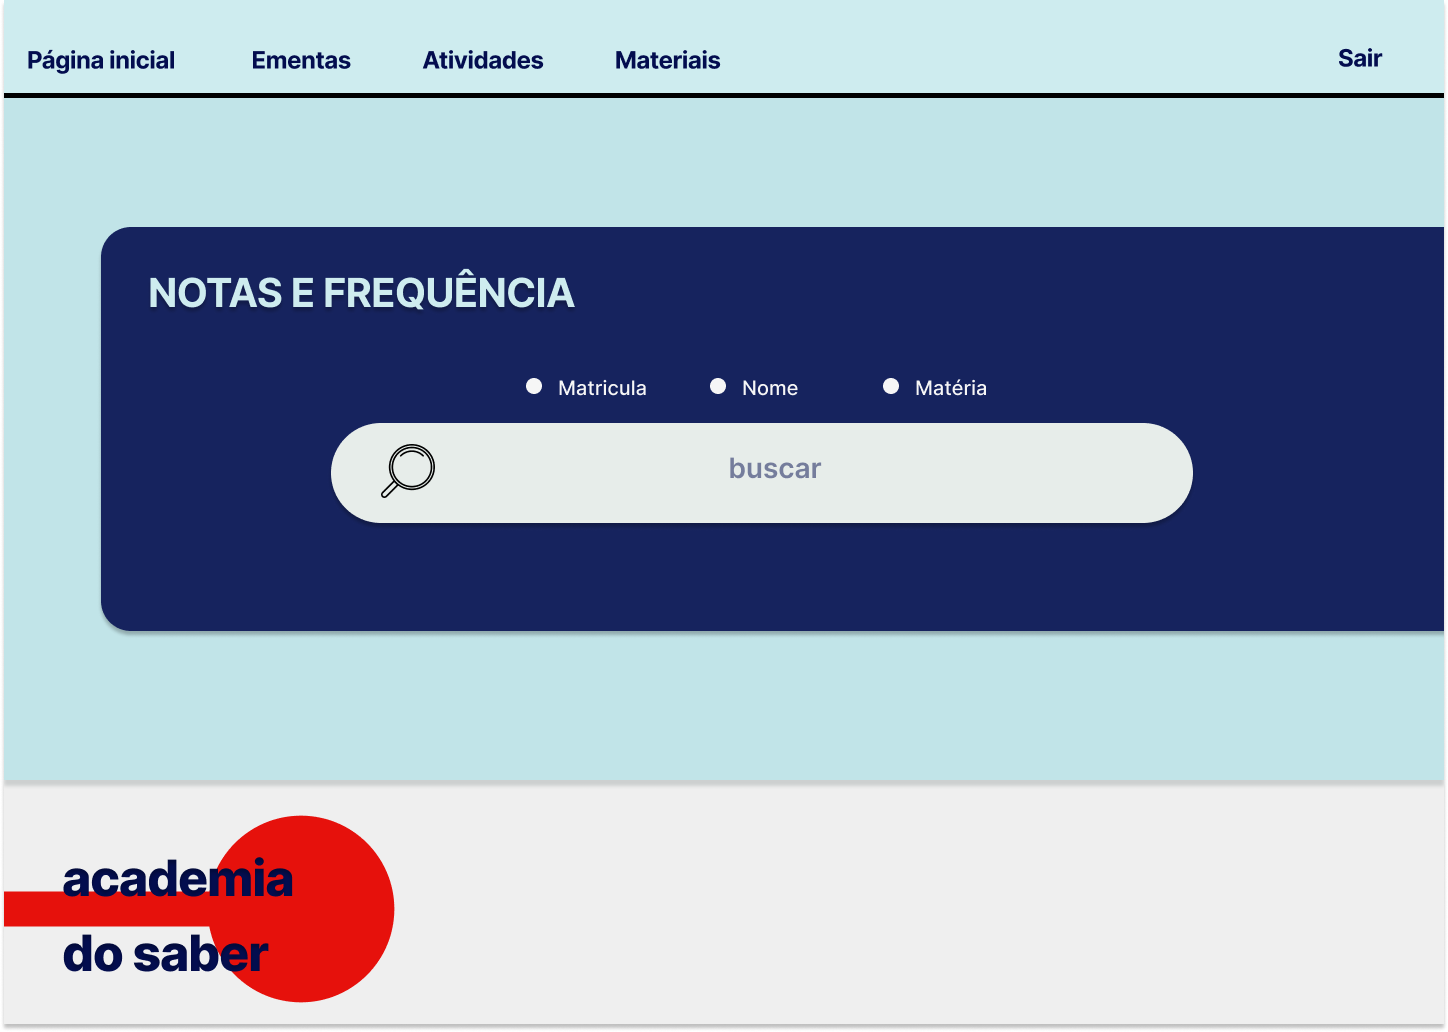 Página inicial Ementas Atividades Materiais Sair
NOTAS E FREQUÊNCIA
Matricula Nome Matéria
buscar
academia
do saber